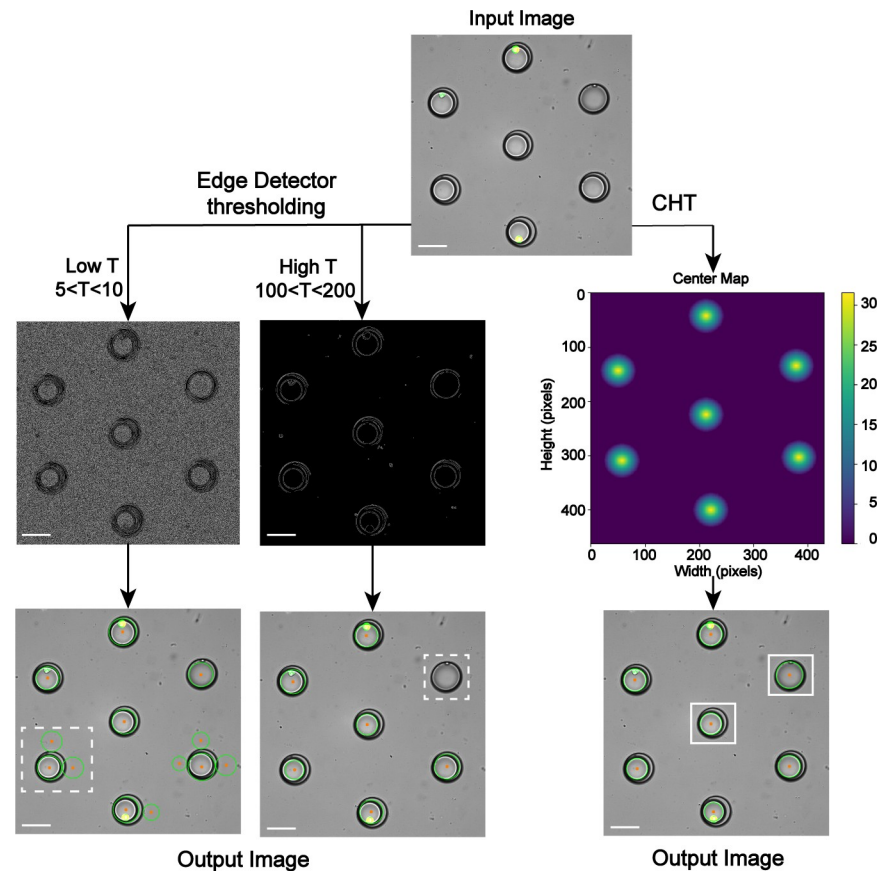 Input Image
Edge Detector
thresholding
CHT
Low T
5<T<10
High T
100<T<200
Center Map
0
100
200
300
400
Height (pixels)
0
100
200
300
400
Width (pixels)
30
25
20
15
10
5
0
Output Image
Output Image